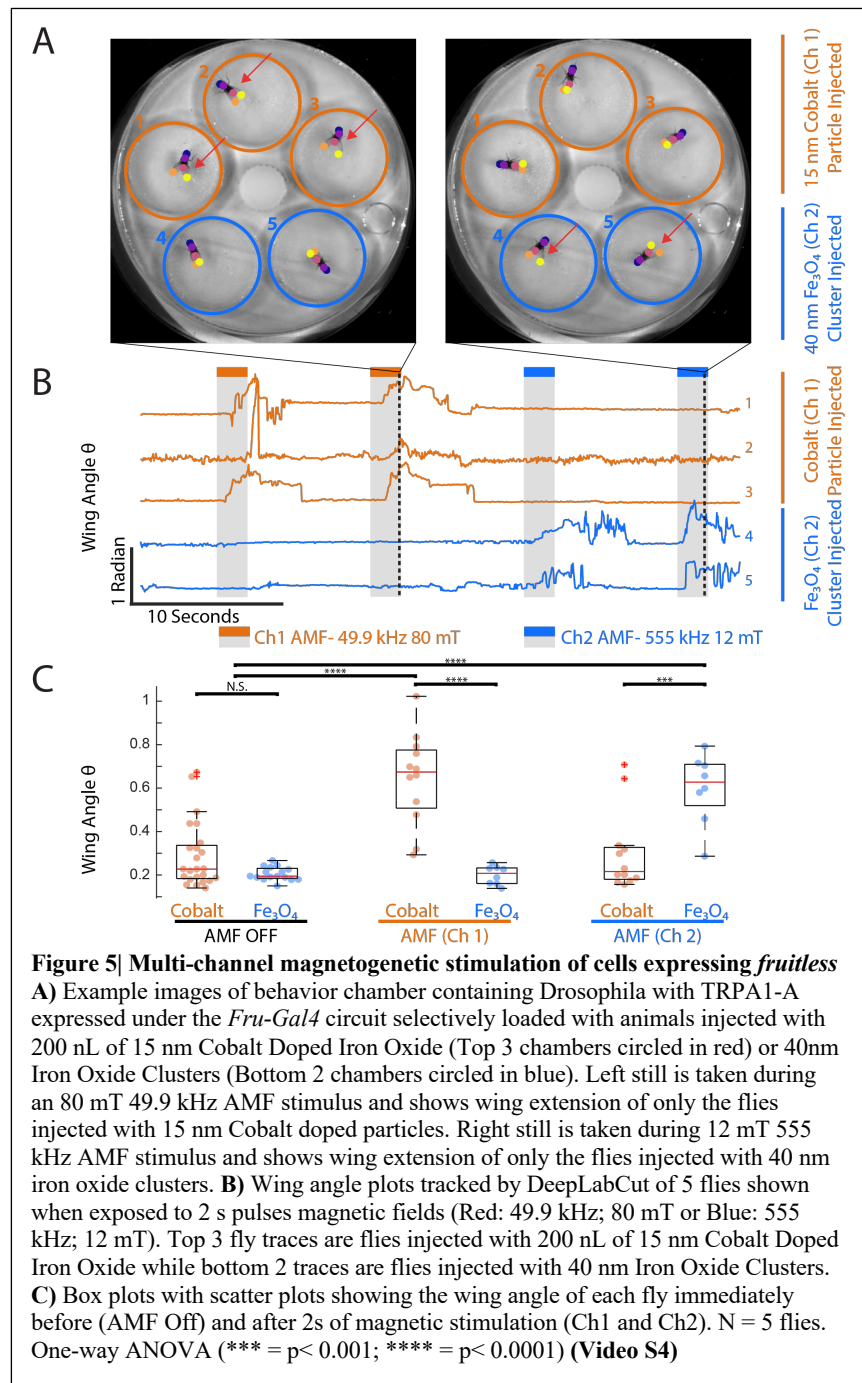 A
2
3
1
4
5
2
3
1
4
5
15 nm Cobalt (Ch 1)
Particle Injected
40 nm Fe₃O₄ (Ch 2)
Cluster Injected
B
Wing Angle θ
1
2
3
4
5
Cobalt (Ch 1)
Particle Injected
Fe₃O₄ (Ch 2)
Cluster Injected
1 Radian
10 Seconds
Ch1 AMF- 49.9 kHz 80 mT
Ch2 AMF- 555 kHz 12 mT
C
****
****
N.S.
****
***
Wing Angle θ
1
0.8
0.6
0.4
0.2
Cobalt Fe₃O₄
Cobalt Fe₃O₄
Cobalt Fe₃O₄
AMF OFF
AMF (Ch 1)
AMF (Ch 2)
Figure 5| Multi-channel magnetogenetic stimulation of cells expressing fruitless
A) Example images of behavior chamber containing Drosophila with TRPA1-A
expressed under the Fru-Gal4 circuit selectively loaded with animals injected with
200 nL of 15 nm Cobalt Doped Iron Oxide (Top 3 chambers circled in red) or 40nm
Iron Oxide Clusters (Bottom 2 chambers circled in blue). Left still is taken during
an 80 mT 49.9 kHz AMF stimulus and shows wing extension of only the flies
injected with 15 nm Cobalt doped particles. Right still is taken during 12 mT 555
kHz AMF stimulus and shows wing extension of only the flies injected with 40 nm
iron oxide clusters. B) Wing angle plots tracked by DeepLabCut of 5 flies shown
when exposed to 2 s pulses magnetic fields (Red: 49.9 kHz; 80 mT or Blue: 555
kHz; 12 mT). Top 3 fly traces are flies injected with 200 nL of 15 nm Cobalt Doped
Iron Oxide while bottom 2 traces are flies injected with 40 nm Iron Oxide Clusters.
C) Box plots with scatter plots showing the wing angle of each fly immediately
before (AMF Off) and after 2s of magnetic stimulation (Ch1 and Ch2). N = 5 flies.
One-way ANOVA (*** = p< 0.001; **** = p< 0.0001) (Video S4)